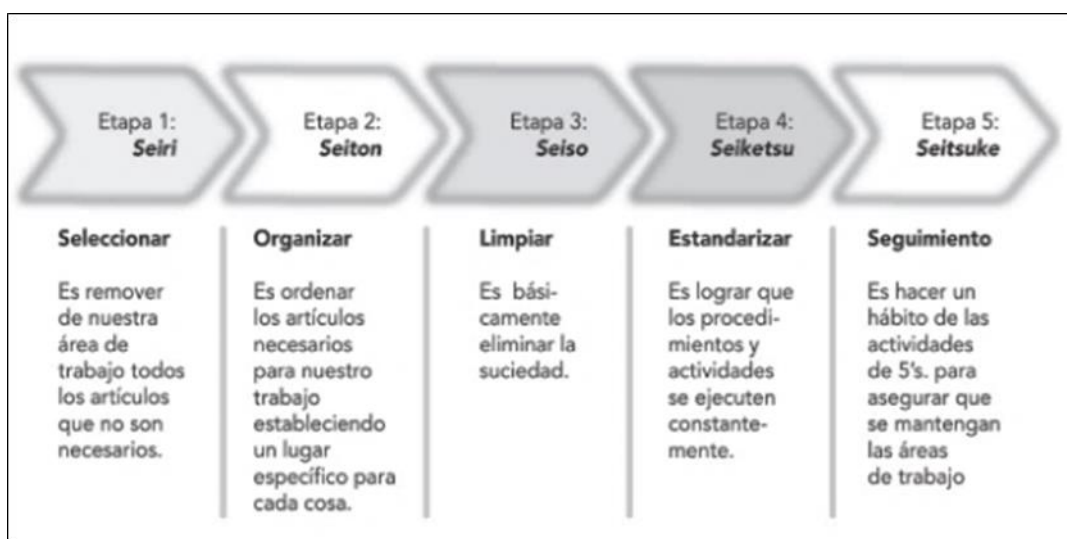 Etapa 1:
Seiri
Etapa 2:
Seiton
Etapa 3:
Seiso
Etapa 4:
Seiketsu
Etapa 5:
Seitsuke
Seleccionar
Es remover
de nuestra
área de
trabajo todos
los artículos
que no son
necesarios.
Organizar
Es ordenar
los artículos
necesarios
para nuestro
trabajo
estableciendo
un lugar
específico para
cada cosa.
Limpiar
Es bási-
camente
eliminar la
suciedad.
Estandarizar
Es lograr que
los procedi-
mientos y
actividades
se ejecuten
constante-
mente.
Seguimiento
Es hacer un
hábito de las
actividades
de 5's. para
asegurar que
se mantengan
las áreas
de trabajo